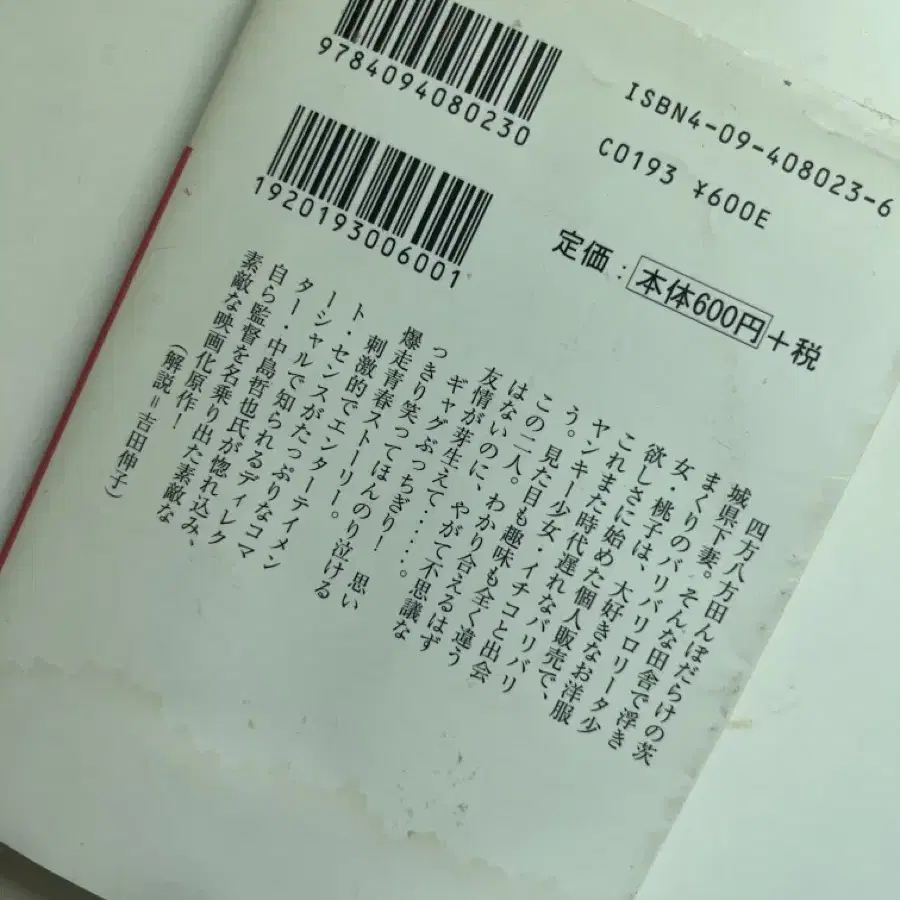 9784094080230
ISBN4-09-408023-6
C0193 ¥600E
1920193006001
定価：本体600円+税
四方八方田んぼだらけの茨
城県下妻。そんな田舎で浮き
まくりのバリバリロリータ少
女・桃子は、大好きなお洋服
欲しさに始めた個人販売で、
これまた時代遅れなバリバリ
ヤンキー少女・イチコと出会
う。見た目も趣味も全く違う
この二人。わかり合えるはず
はないのに、やがて不思議な
友情が芽生えて……。
ギャグぶっちぎり！ 思い
っきり笑ってほんのり泣ける
爆走青春ストーリー。
刺激的でエンターティメン
ト・センスがたっぷりなコマ
ーシャルで知られるディレク
ター・中島哲也氏が惚れ込み、
自ら監督を名乗り出た素敵な
素敵な映画化原作！
（解説＝吉田伸子）